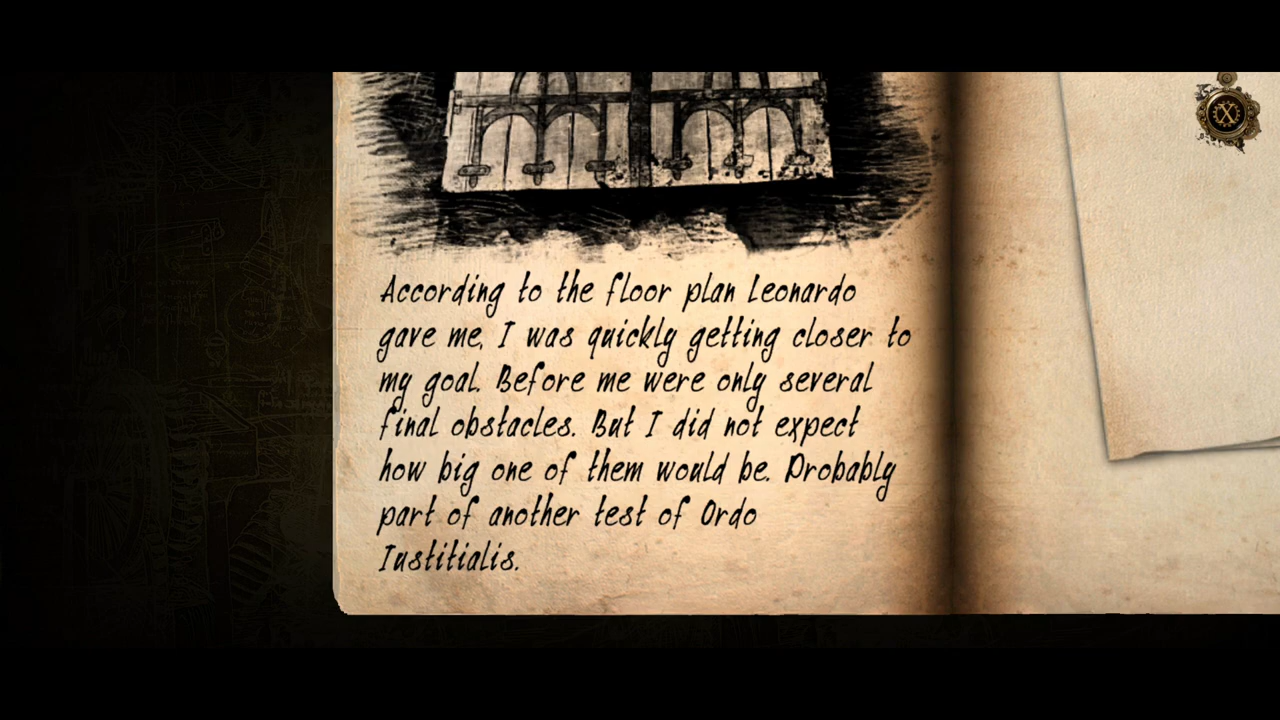 According to the floor plan Leonardo
gave me, I was quickly getting closer to
my goal. Before me were only several
final obstacles. But I did not expect
how big one of them would be. Probably
part of another test of Ordo
Iustitialis.
X